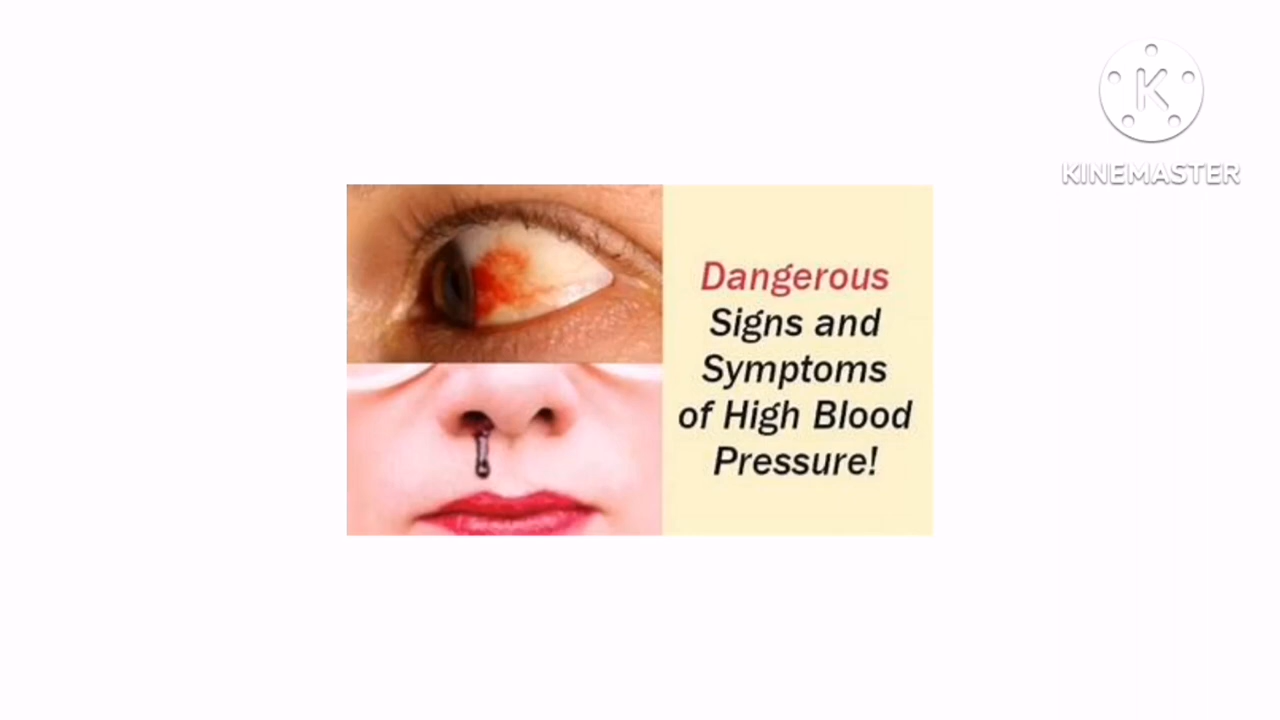 K
KINEMASTER
Dangerous
Signs and
Symptoms
of High Blood
Pressure!